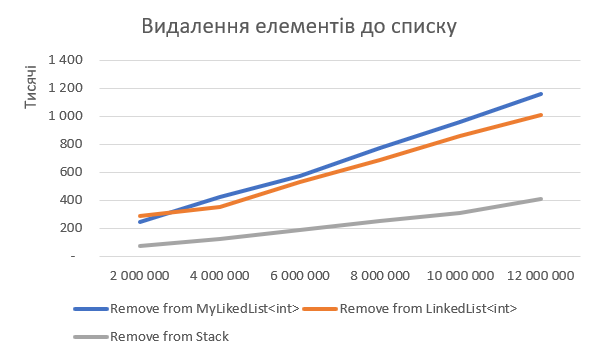 Видалення елементів до списку
Тисячі
1 400
1 200
1 000
800
600
400
200
-
2 000 000 4 000 000 6 000 000 8 000 000 10 000 000 12 000 000
Remove from MyLikedList<int> Remove from LinkedList<int>
Remove from Stack